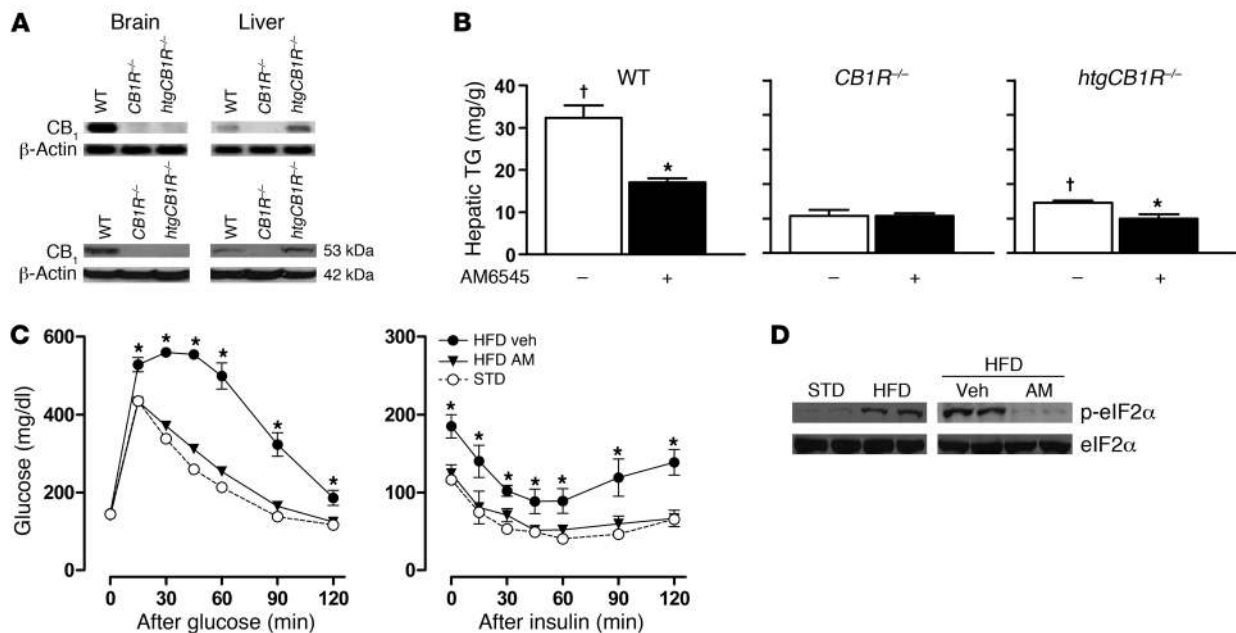 A
Brain Liver
WT CB1R–/– htgCB1R–/– WT CB1R–/– htgCB1R–/–
CB1
β-Actin
WT CB1R–/– htgCB1R–/– WT CB1R–/– htgCB1R–/–
CB1 53 kDa
β-Actin 42 kDa
B
WT CB1R–/– htgCB1R–/–
Hepatic TG (mg/g)
40
30
20
10
0
† * † *
AM6545 – + – + – +
C
Glucose (mg/dl)
600
400
200
0
* * * * * *
0 30 60 90 120
After glucose (min)
300
200
100
0
HFD veh
HFD AM
STD
* * * * * * *
0 30 60 90 120
After insulin (min)
D
HFD
STD HFD Veh AM
p-eIF2α
eIF2α